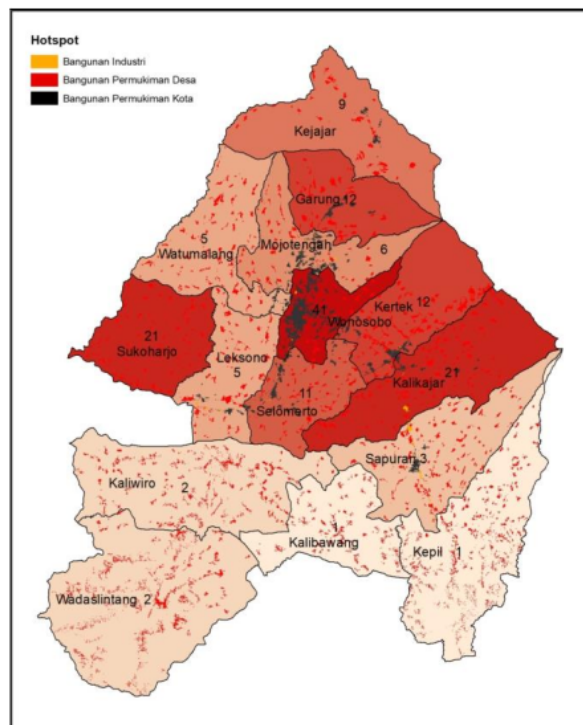 Hotspot
Bangunan Industri
Bangunan Permukiman Desa
Bangunan Permukiman Kota
9
Kejajar
Garung 12
5
Watumalang
Mojotengah
6
21
Sukoharjo
41
Wonosobo
Kertek 12
Leksono
5
21
Kalikajar
11
Selomerto
Sapuran 3
Kaliwiro 2
1
Kalibawang
Kepil 1
Wadaslintang 2